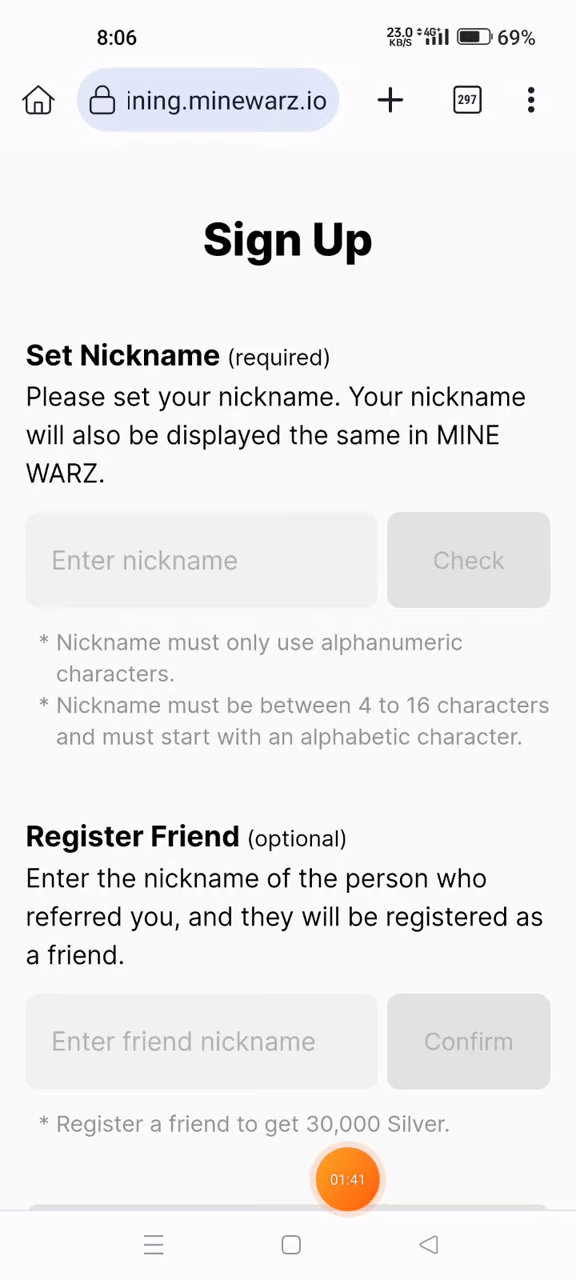 8:06
23.0 KB/S 4G+ 69%
ining.minewarz.io
297
Sign Up
Set Nickname (required)
Please set your nickname. Your nickname
will also be displayed the same in MINE
WARZ.
Enter nickname
Check
* Nickname must only use alphanumeric
characters.
* Nickname must be between 4 to 16 characters
and must start with an alphabetic character.
Register Friend (optional)
Enter the nickname of the person who
referred you, and they will be registered as
a friend.
Enter friend nickname
Confirm
* Register a friend to get 30,000 Silver.
01:41